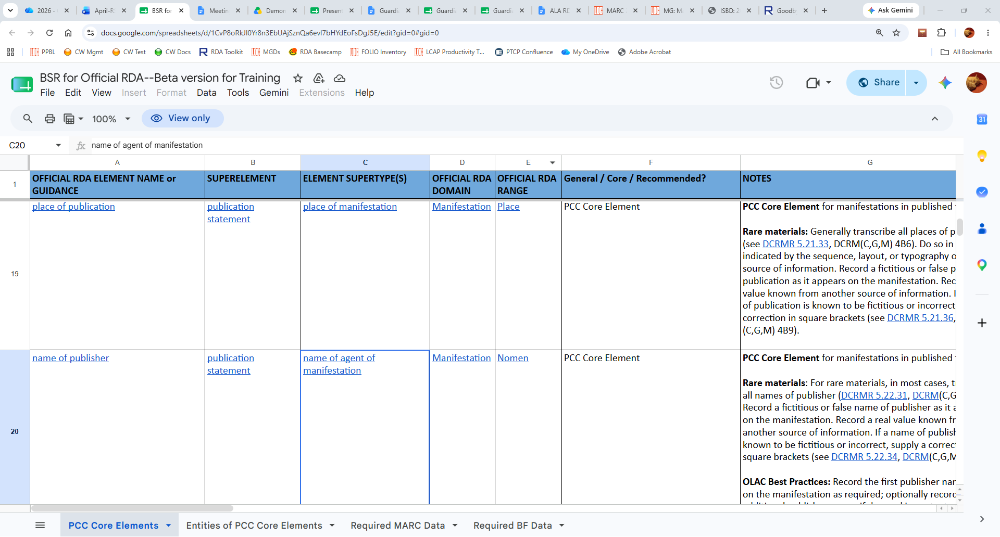 2026 -
April-R
BSR for
Meetin
Demon
Present
Guardia
Guardia
Guardia
ALA RD
MARC
MG: M
ISBD: 2
Goodb
Ask Gemini
docs.google.com/spreadsheets/d/1CvP8oRkJI0Yr8n3EbUAjSznQa6evI7bHYdEoFsDgJ5E/edit?gid=0#gid=0
PPBL
CW Mgmt
CW Test
CW Docs
RDA Toolkit
MGDs
RDA Basecamp
FOLIO Inventory
LCAP Productivity T...
PTCP Confluence
My OneDrive
Adobe Acrobat
All Bookmarks
BSR for Official RDA--Beta version for Training
File Edit View Insert Format Data Tools Gemini Extensions Help
Share
100%
View only
31
C20
fx
name of agent of manifestation
A B C D E F G
1
OFFICIAL RDA ELEMENT NAME or
GUIDANCE
SUPERELEMENT
ELEMENT SUPERTYPE(S)
OFFICIAL RDA
DOMAIN
OFFICIAL RDA
RANGE
General / Core / Recommended?
NOTES
19
place of publication
publication
statement
place of manifestation
Manifestation
Place
PCC Core Element
PCC Core Element for manifestations in published
Rare materials: Generally transcribe all places of p
(see DCRMR 5.21.33, DCRM(C,G,M) 4B6). Do so in
indicated by the sequence, layout, or typography o
source of information. Record a fictitious or false p
publication as it appears on the manifestation. Rec
value known from another source of information. I
of publication is known to be fictitious or incorrect
correction in square brackets (see DCRMR 5.21.36,
(C,G,M) 4B9).
20
name of publisher
publication
statement
name of agent of
manifestation
Manifestation
Nomen
PCC Core Element
PCC Core Element for manifestations in published
Rare materials: For rare materials, in most cases, t
all names of publisher (DCRMR 5.22.31, DCRM(C,G
Record a fictitious or false name of publisher as it a
on the manifestation. Record a real value known fr
another source of information. If a name of publish
known to be fictitious or incorrect, supply a correc
square brackets (see DCRMR 5.22.34, DCRM(C,G,M
OLAC Best Practices: Record the first publisher nar
on the manifestation as required; optionally record
PCC Core Elements
Entities of PCC Core Elements
Required MARC Data
Required BF Data